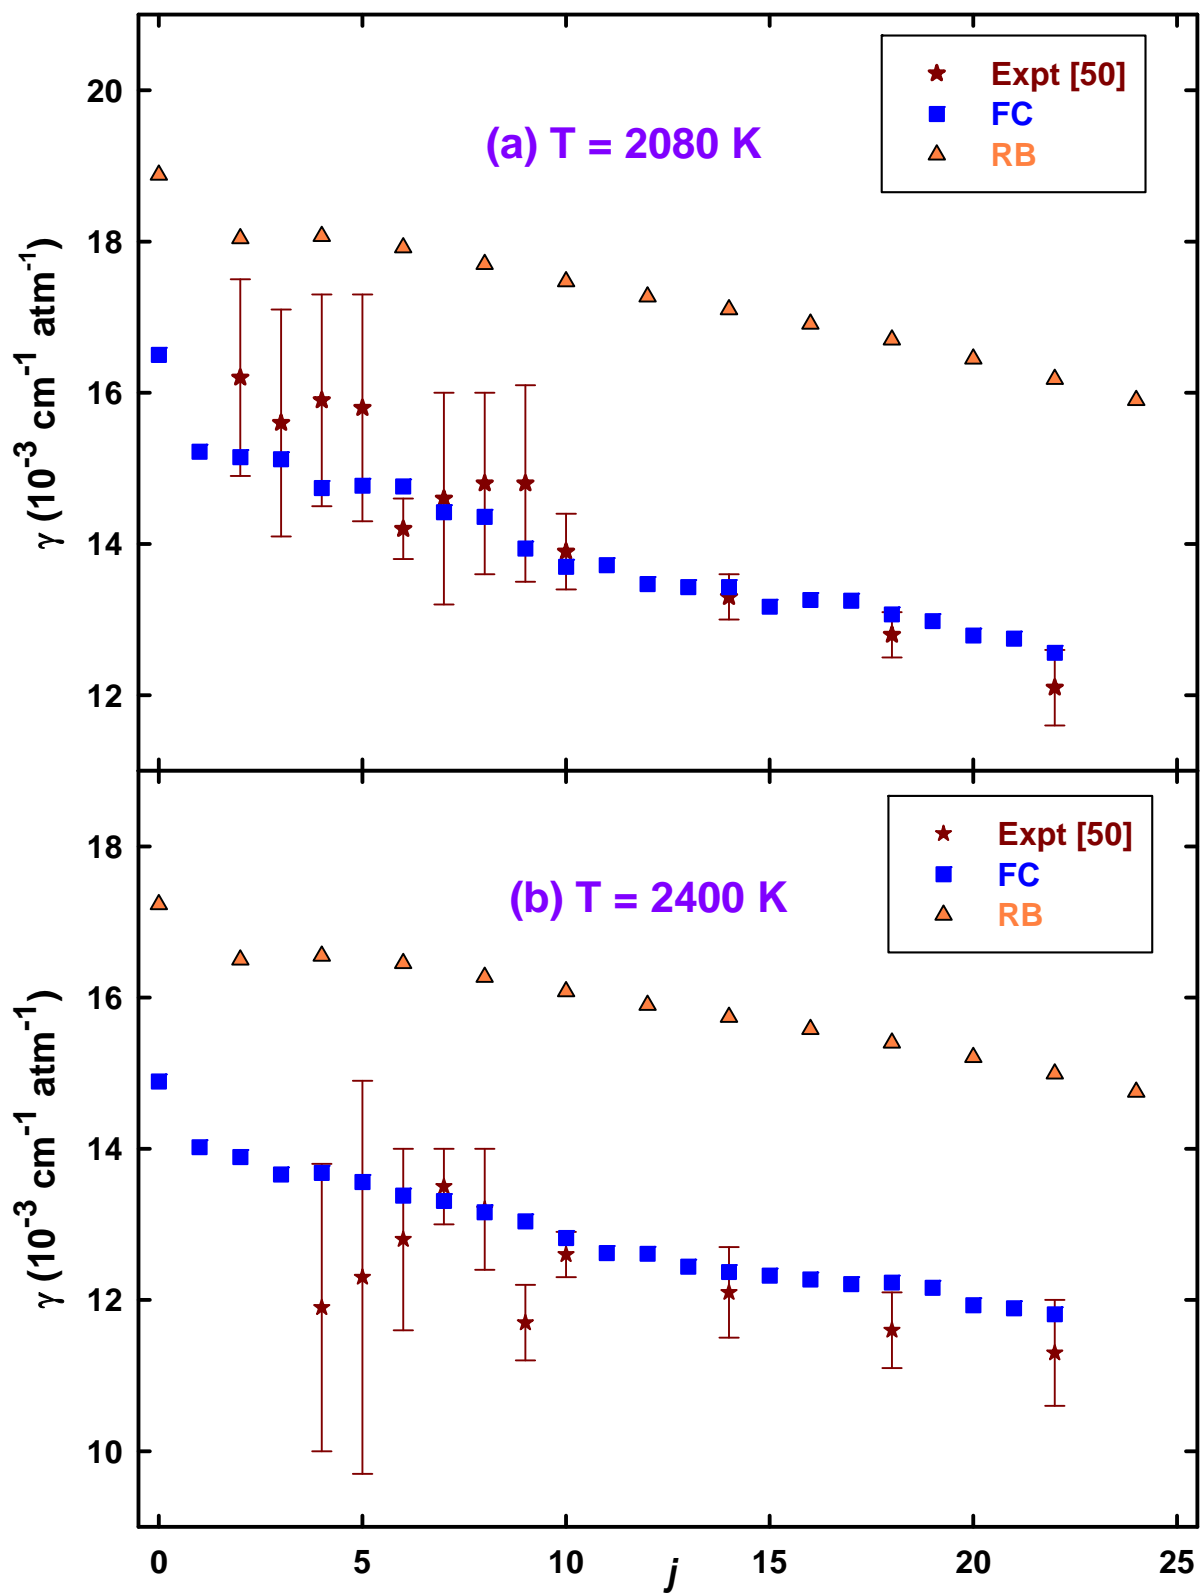 Expt [50]
FC
RB
(a) T = 2080 K
20
18
16
14
12
γ (10⁻³ cm⁻¹ atm⁻¹)
Expt [50]
FC
RB
(b) T = 2400 K
18
16
14
12
10
γ (10⁻³ cm⁻¹ atm⁻¹)
0 5 10 15 20 25
j